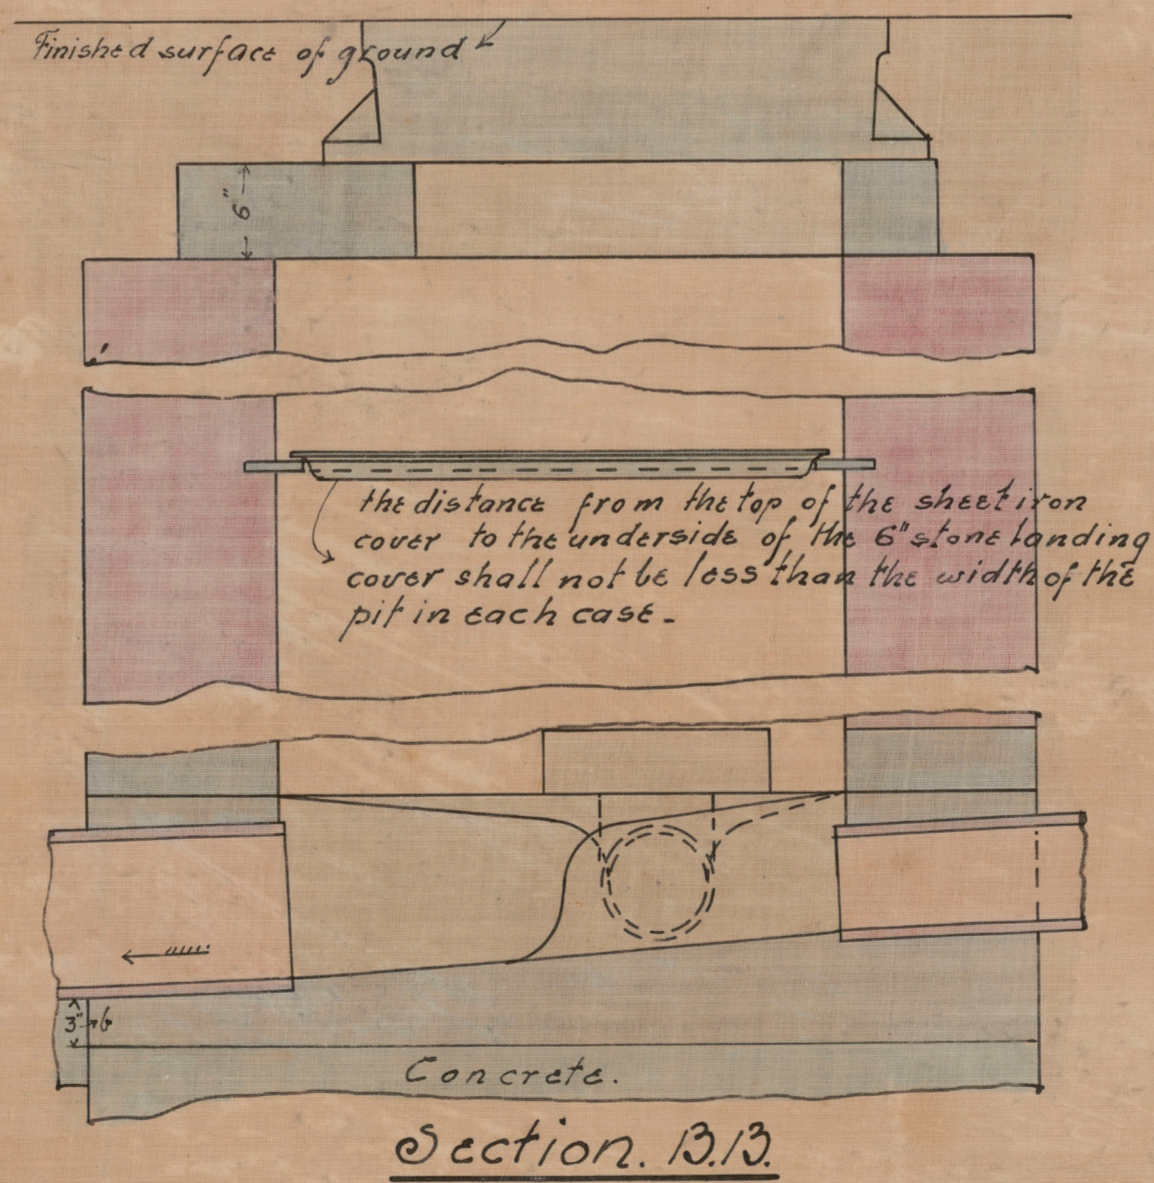 Finished surface of ground
6"
the distance from the top of the sheet iron
cover to the underside of the 6" stone landing
cover shall not be less than the width of the
pit in each case.
3"
Concrete.
Section. B.B.